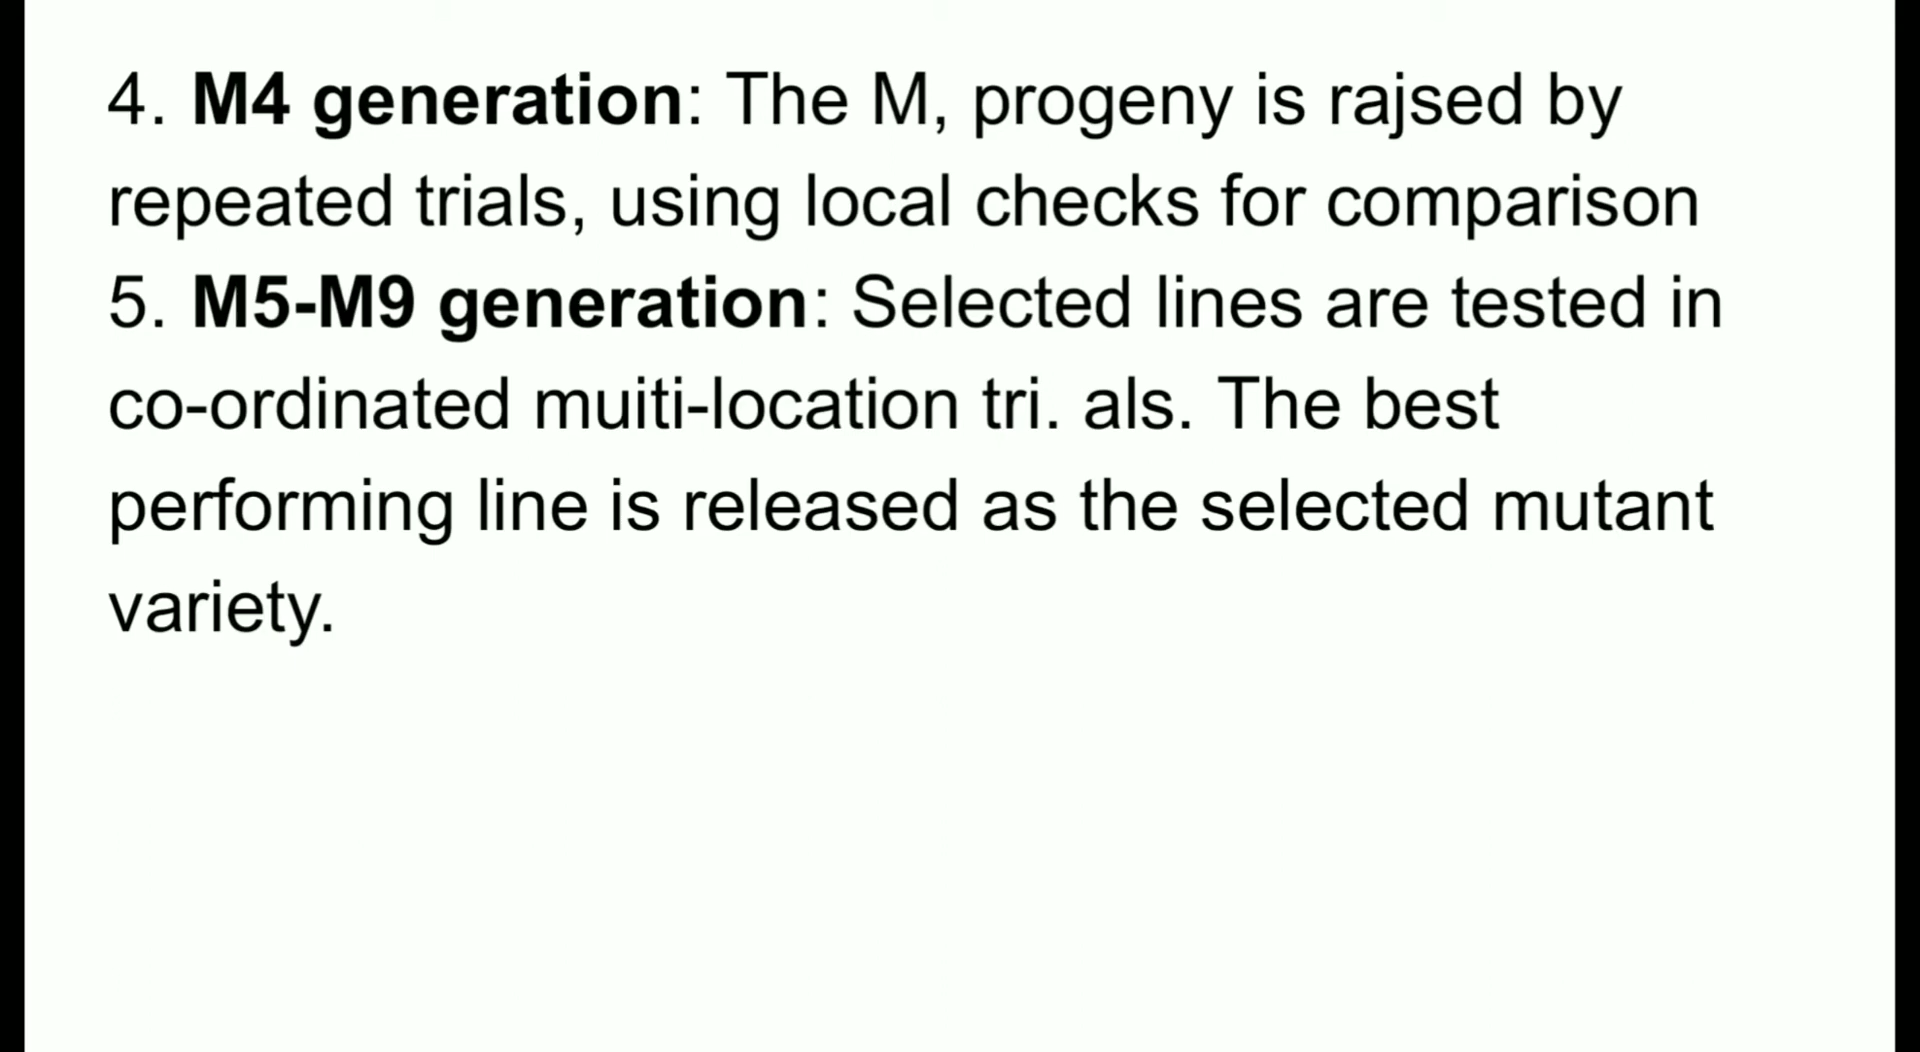 4. M4 generation: The M, progeny is rajsed by
repeated trials, using local checks for comparison
5. M5-M9 generation: Selected lines are tested in
co-ordinated muiti-location tri. als. The best
performing line is released as the selected mutant
variety.